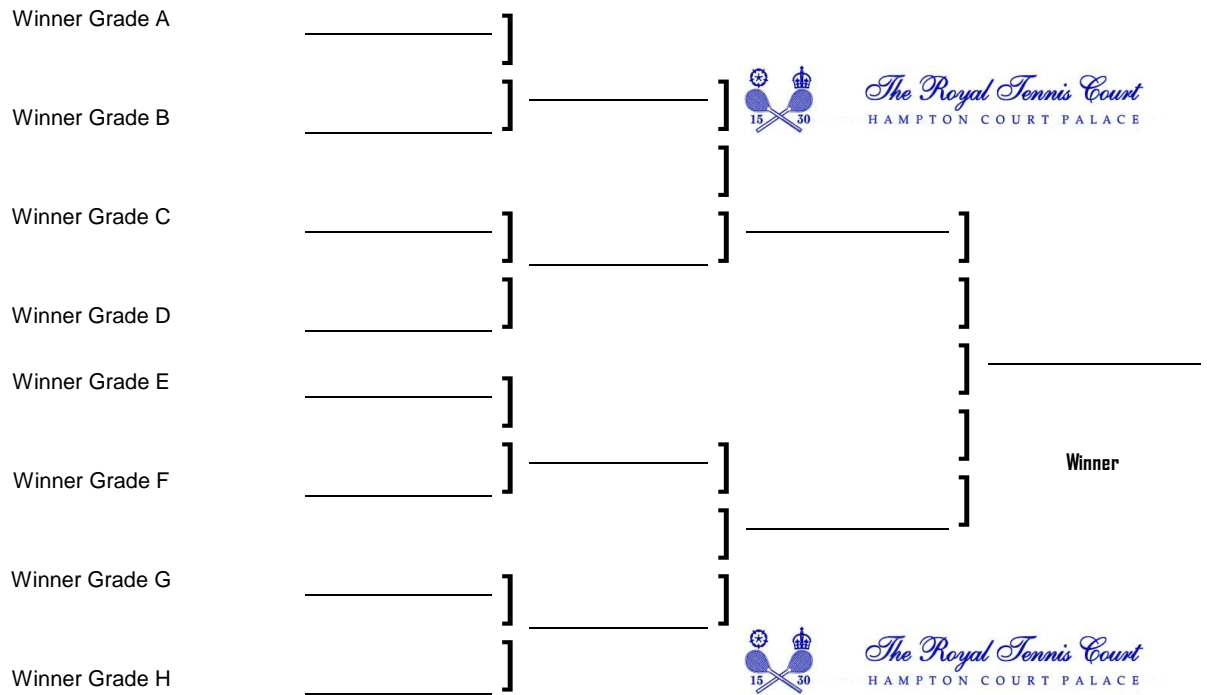 Winner Grade A
The Royal Tennis Court
15 30
HAMPTON COURT PALACE
Winner Grade B
Winner Grade C
Winner Grade D
Winner Grade E
Winner Grade F
Winner
Winner Grade G
The Royal Tennis Court
15 30
HAMPTON COURT PALACE
Winner Grade H